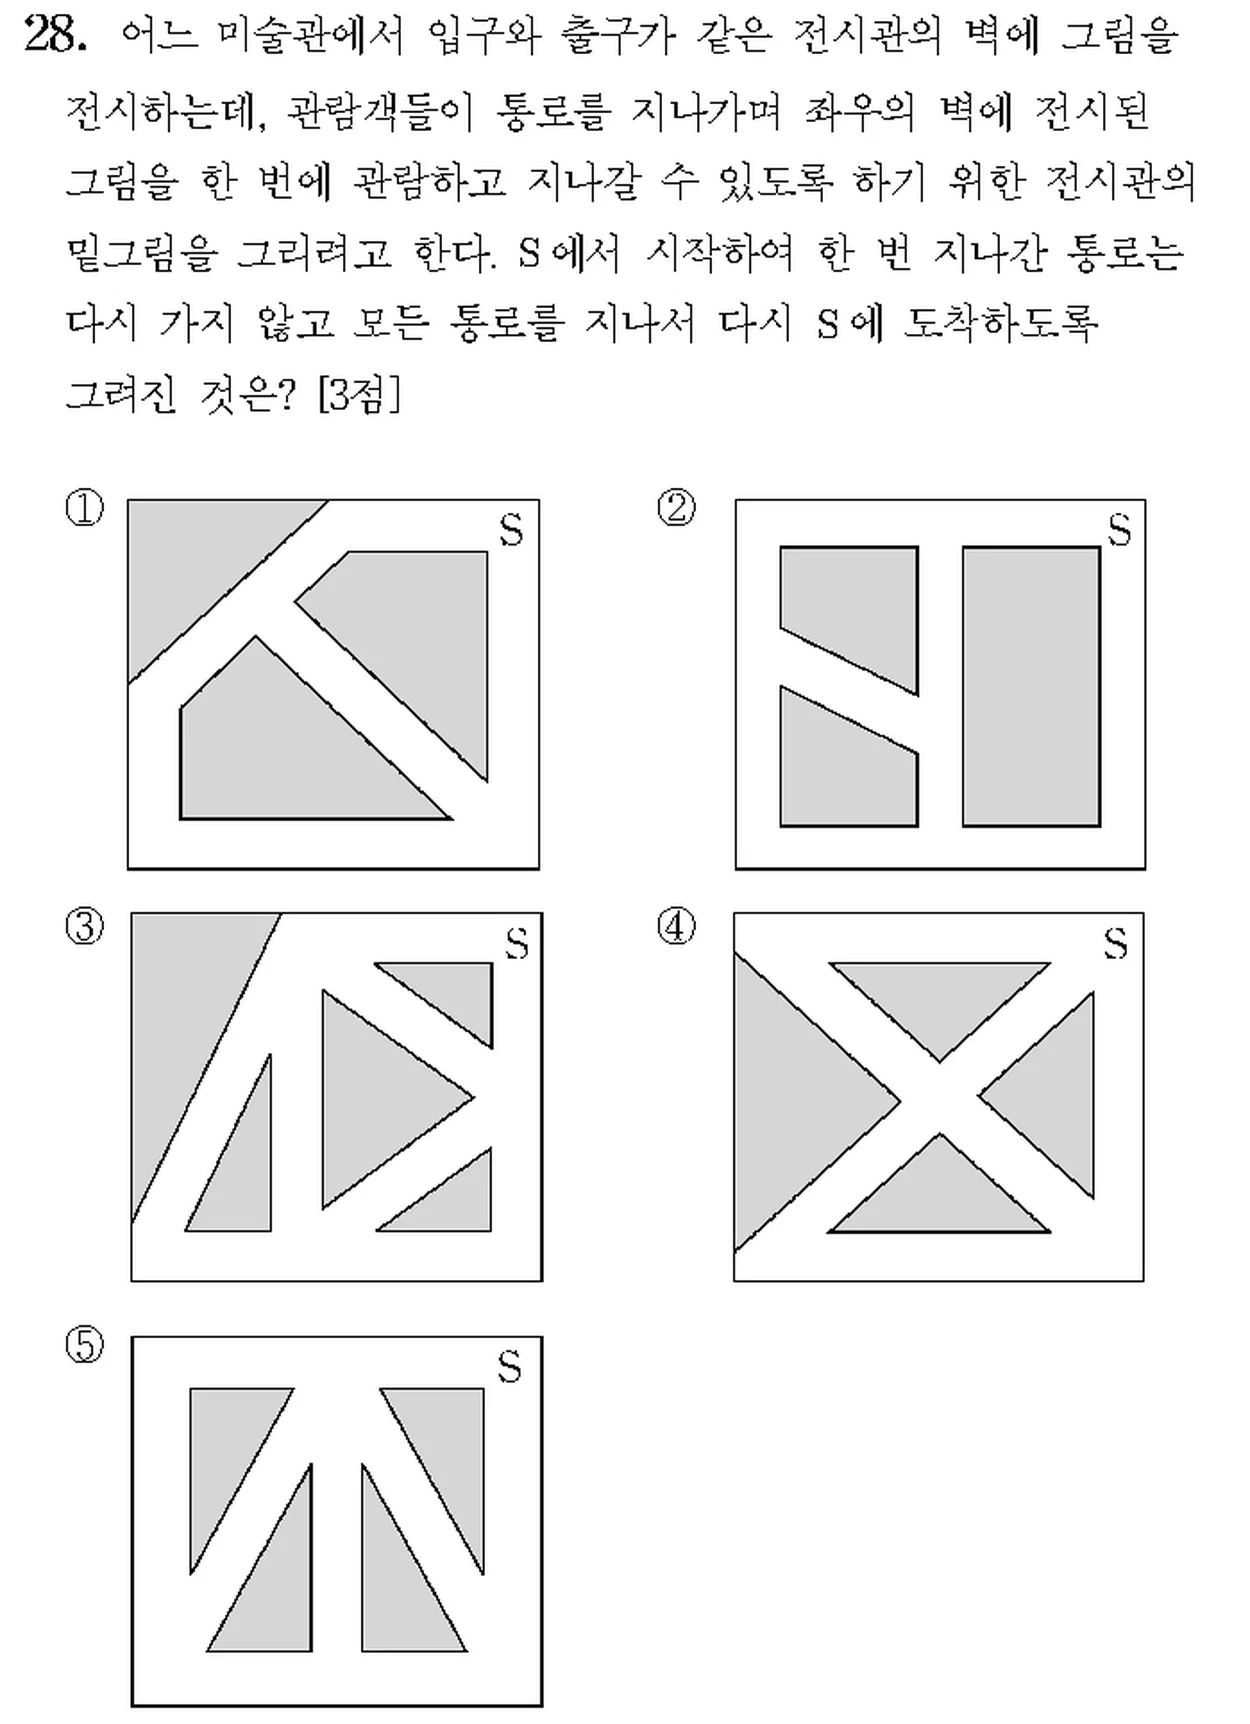 28. 어느 미술관에서 입구와 출구가 같은 전시관의 벽에 그림을
전시하는데, 관람객들이 통로를 지나가며 좌우의 벽에 전시된
그림을 한 번에 관람하고 지나갈 수 있도록 하기 위한 전시관의
밑그림을 그리려고 한다. S에서 시작하여 한 번 지나간 통로는
다시 가지 않고 모든 통로를 지나서 다시 S에 도착하도록
그려진 것은? [3점]
① S
② S
③ S
④ S
⑤ S